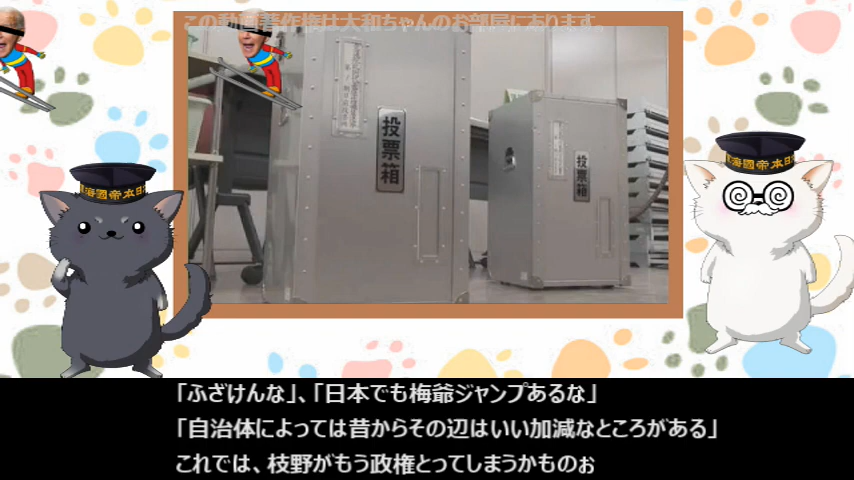 この動画著作権は大和ちゃんのお部屋にあります。
投票箱
投票箱
海國帝本日
海國帝本日
「ふざけんな」、「日本でも梅爺ジャンプあるな」
「自治体によっては昔からその辺はいい加減なところがある」
これでは、枝野がもう政権とってしまうかものぉ